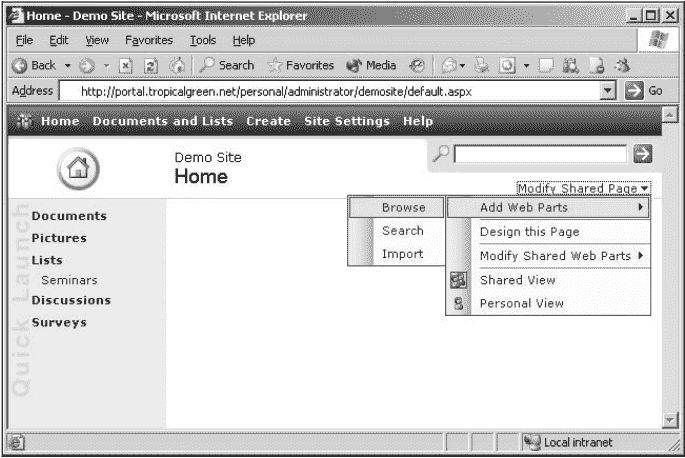 Home - Demo Site - Microsoft Internet Explorer
File Edit View Favorites Tools Help
Back Search Favorites Media
Address http://portal.tropicalgreen.net/personal/administrator/demosite/default.aspx Go
Home Documents and Lists Create Site Settings Help
Demo Site
Home
Modify Shared Page
Browse
Search
Import
Add Web Parts
Design this Page
Modify Shared Web Parts
Shared View
Personal View
Quick Launch
Documents
Pictures
Lists
Seminars
Discussions
Surveys
Local intranet